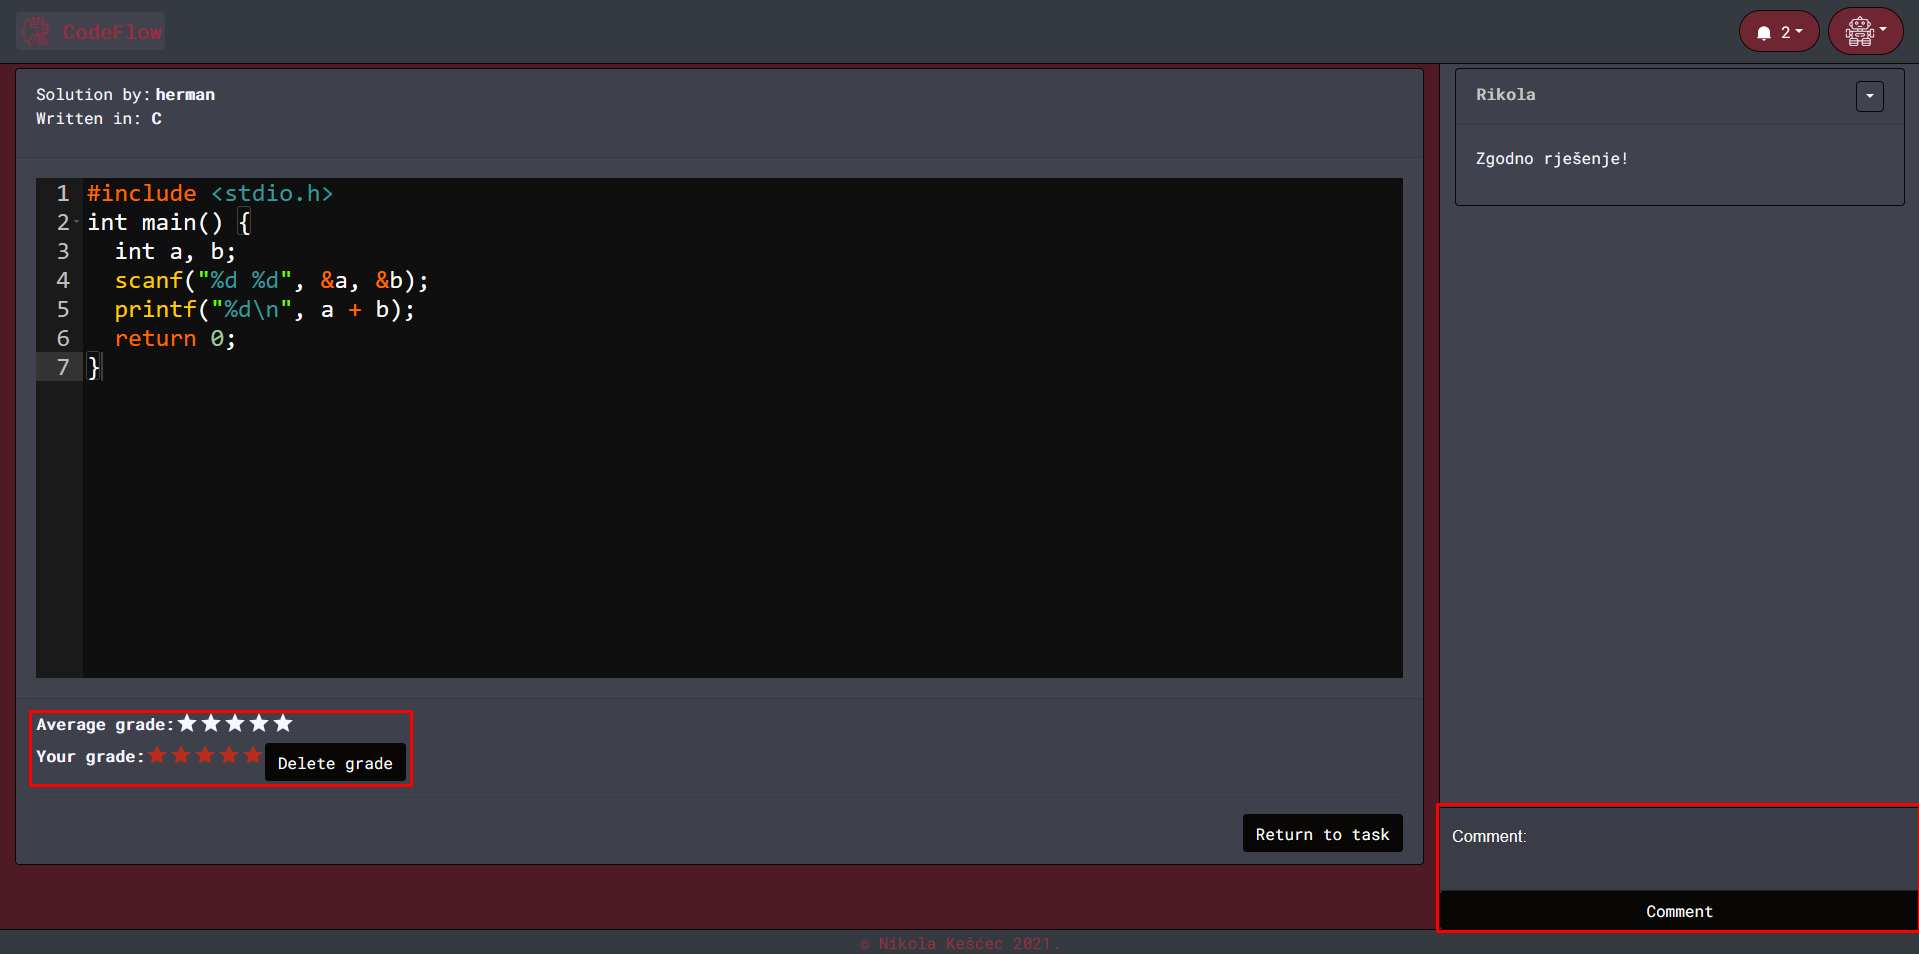 CodeFlow
2
Solution by: herman
Written in: C
1 #include <stdio.h>
2 int main() {
3 int a, b;
4 scanf("%d %d", &a, &b);
5 printf("%d\n", a + b);
6 return 0;
7 }
Average grade:
Your grade: Delete grade
Return to task
Rikola
Zgodno rješenje!
Comment:
Comment
© Nikola Kešćec 2021.